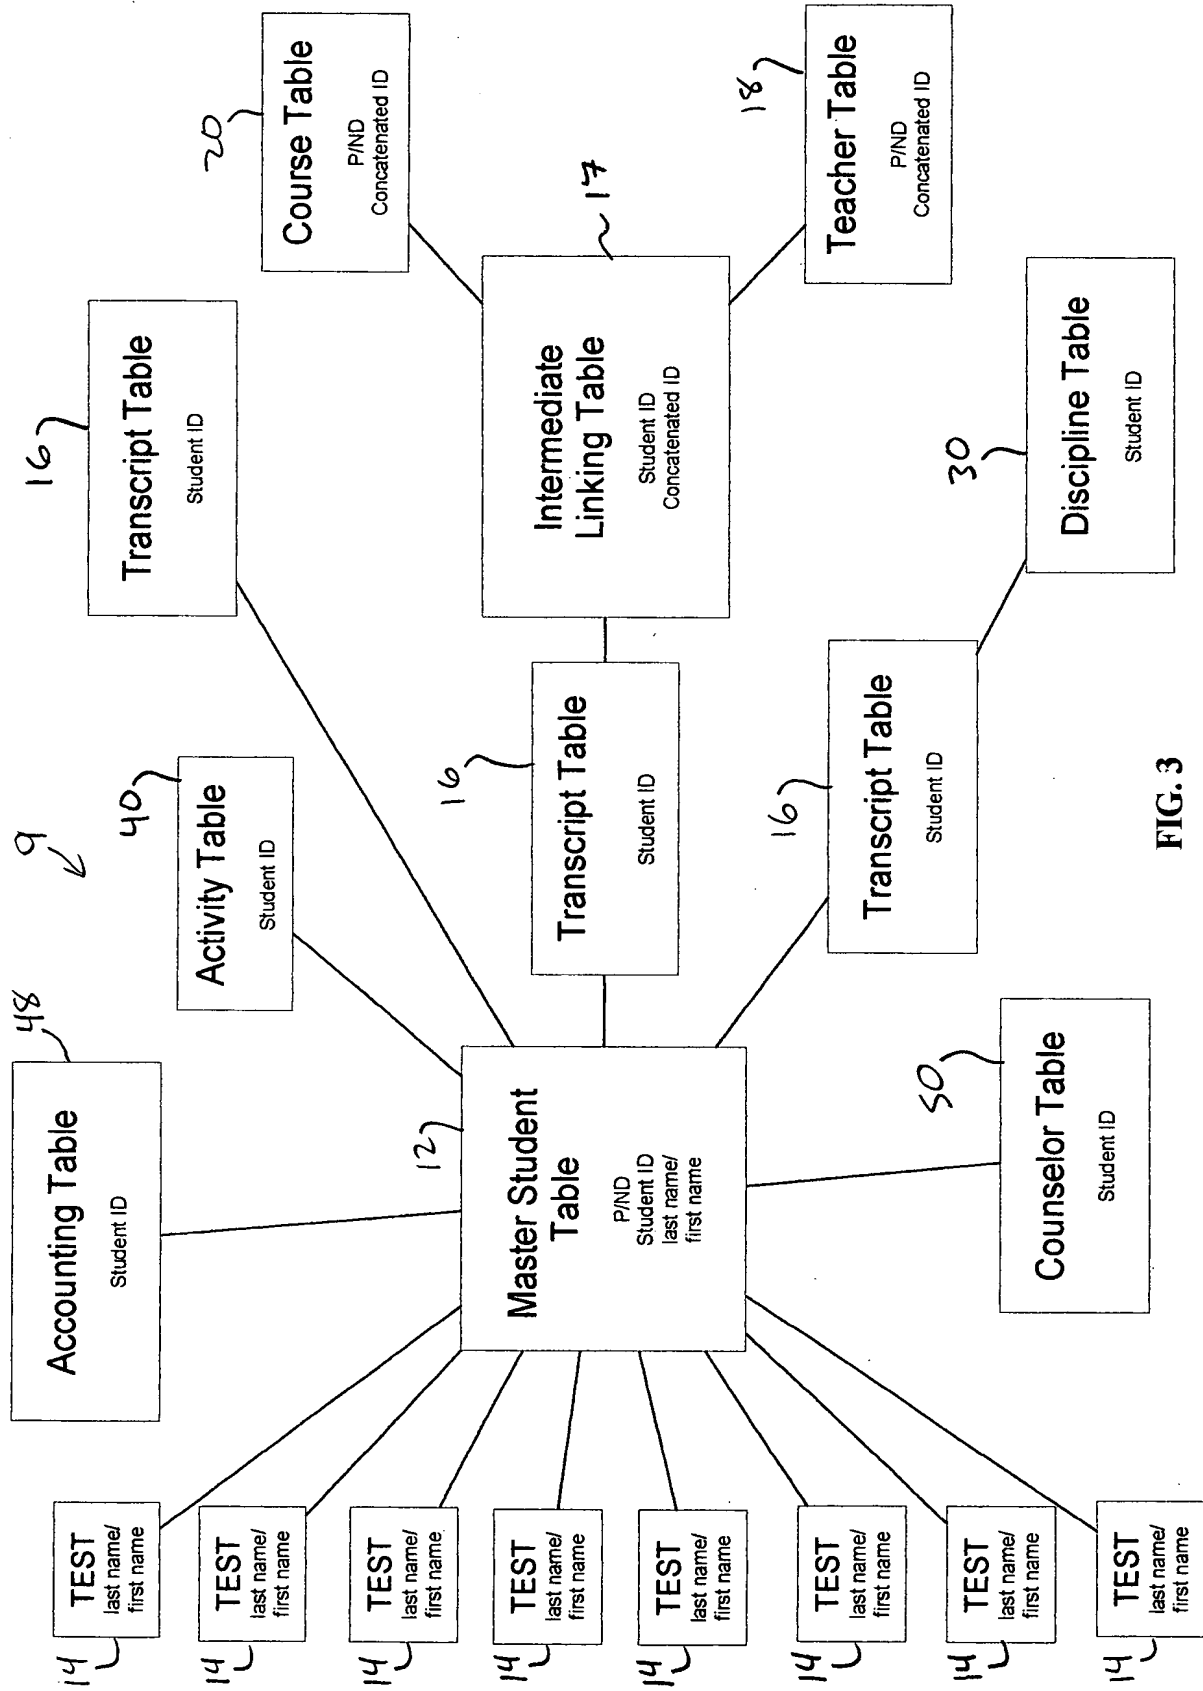 9
48
Accounting Table
Student ID
40
Activity Table
Student ID
16
Transcript Table
Student ID
20
Course Table
P/ND
Concatenated ID
12
Master Student
Table
P/ND
Student ID
last name/
first name
16
Transcript Table
Student ID
17
Intermediate
Linking Table
Student ID
Concatenated ID
18
Teacher Table
P/ND
Concatenated ID
16
Transcript Table
Student ID
30
Discipline Table
Student ID
50
Counselor Table
Student ID
14
TEST
last name/
first name
14
TEST
last name/
first name
14
TEST
last name/
first name
14
TEST
last name/
first name
14
TEST
last name/
first name
14
TEST
last name/
first name
14
TEST
last name/
first name
14
TEST
last name/
first name
FIG. 3